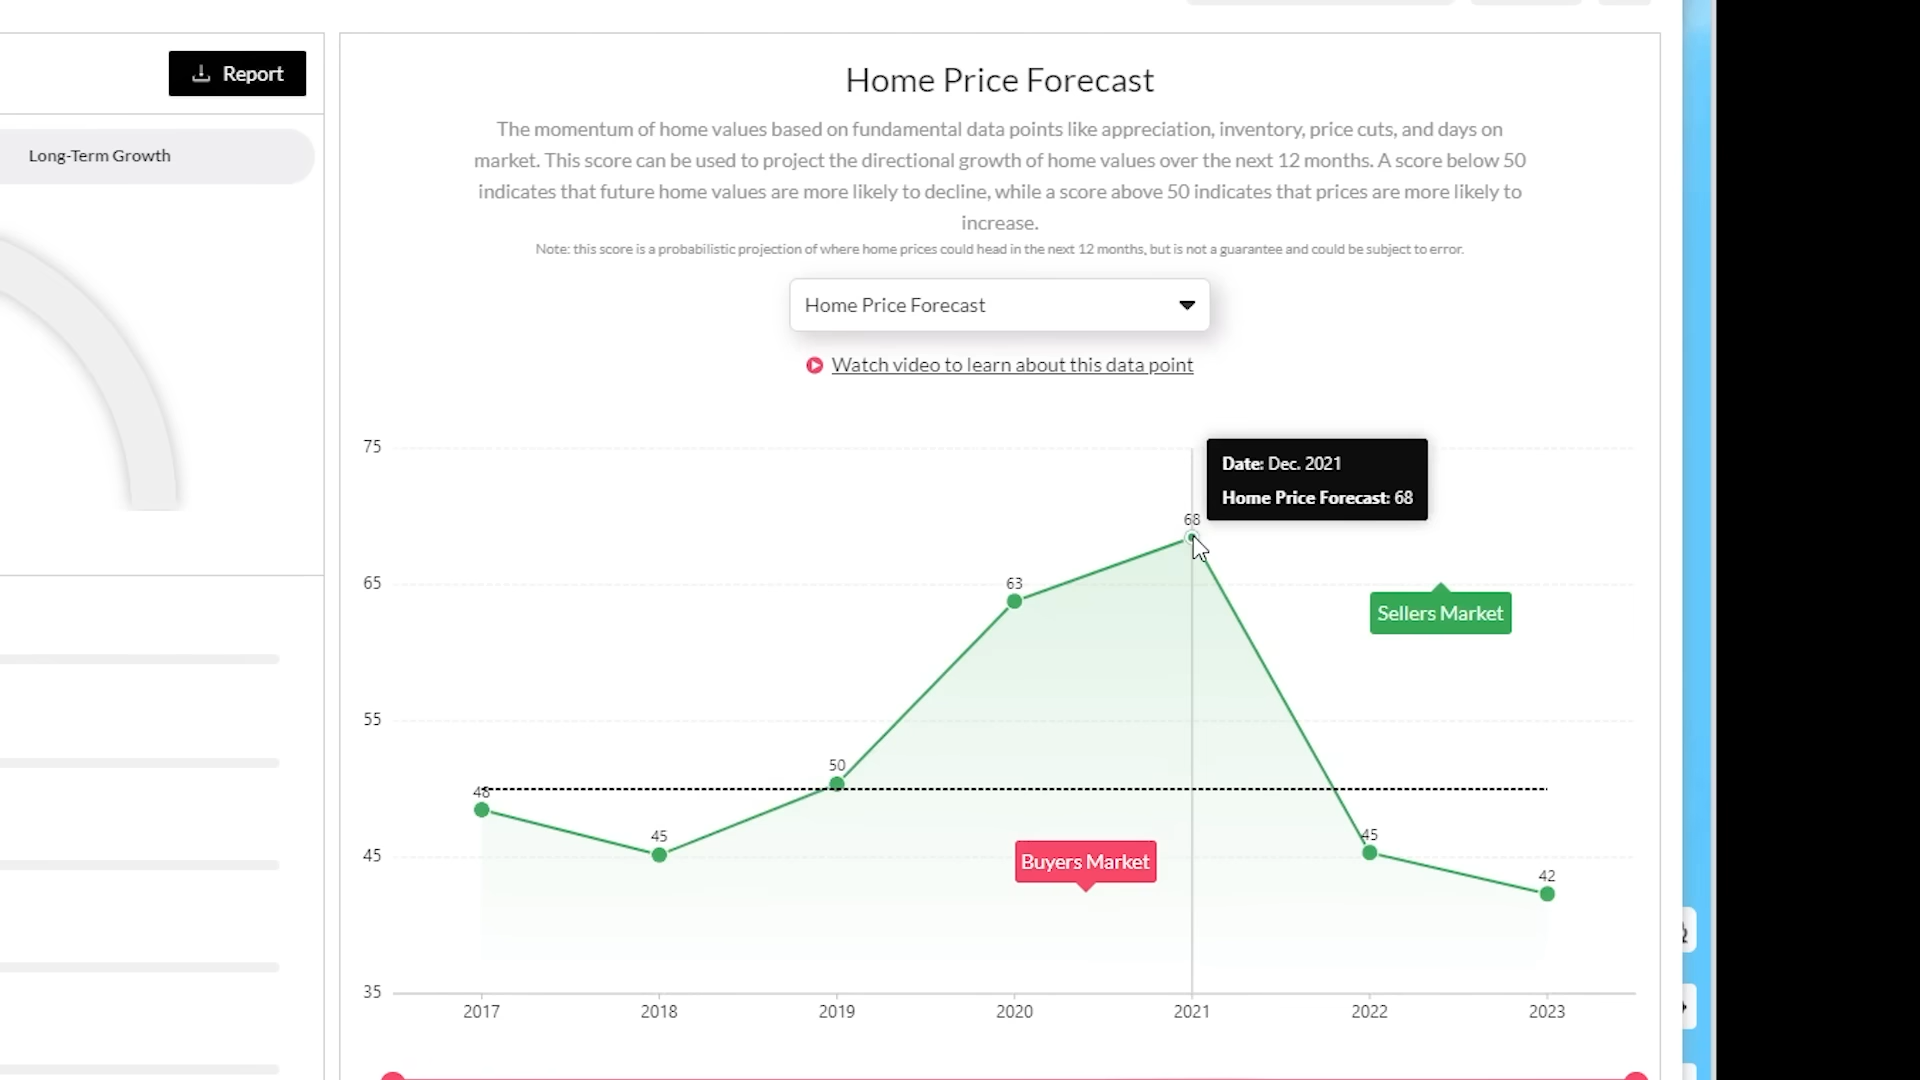 Report
Long-Term Growth
Home Price Forecast
The momentum of home values based on fundamental data points like appreciation, inventory, price cuts, and days on
market. This score can be used to project the directional growth of home values over the next 12 months. A score below 50
indicates that future home values are more likely to decline, while a score above 50 indicates that prices are more likely to
increase.
Note: this score is a probabilistic projection of where home prices could head in the next 12 months, but is not a guarantee and could be subject to error.
Home Price Forecast
Watch video to learn about this data point
75
Date: Dec. 2021
Home Price Forecast: 68
68
65
63
Sellers Market
55
50
48
45
45
45
Buyers Market
42
35
2017 2018 2019 2020 2021 2022 2023